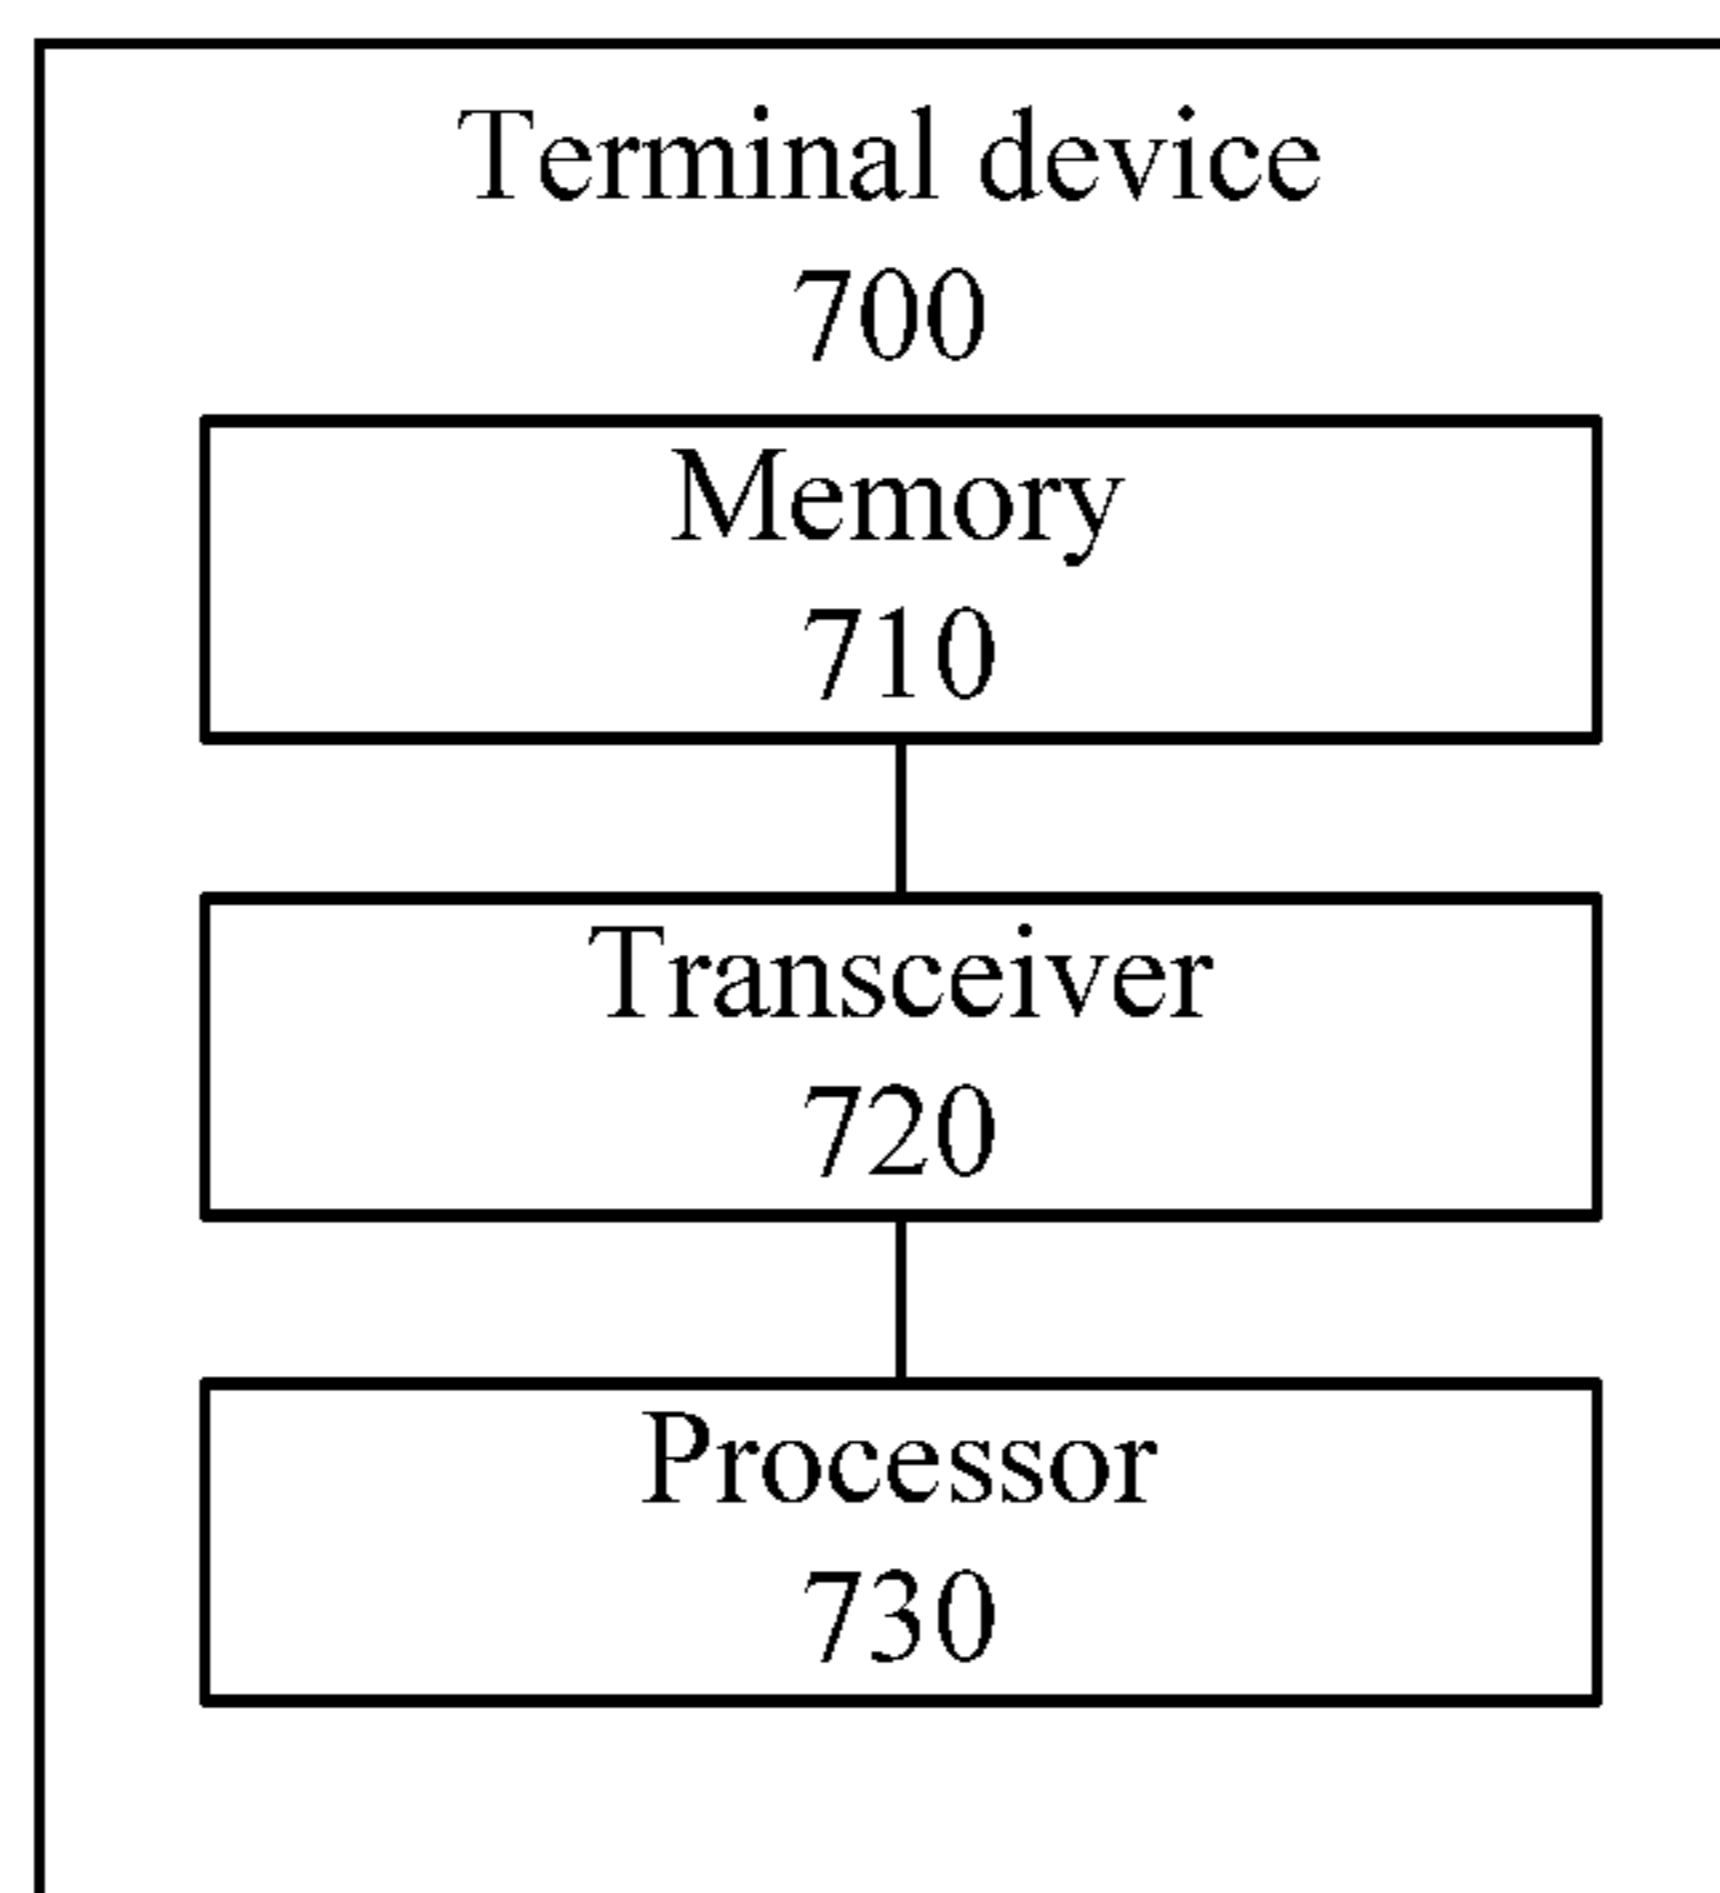 Terminal device
700
Memory
710
Transceiver
720
Processor
730